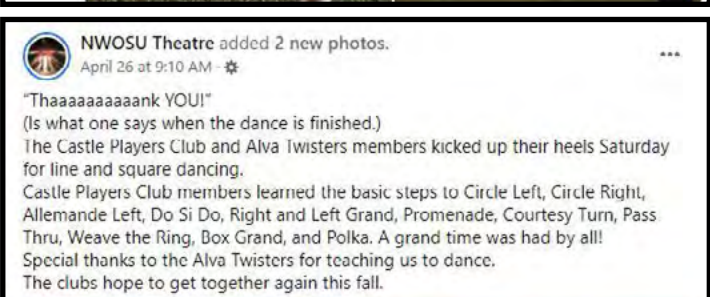 NWOSU Theatre added 2 new photos.
April 26 at 9:10 AM ·
"Thaaaaaaaaaank YOU!"
(Is what one says when the dance is finished.)
The Castle Players Club and Alva Twisters members kicked up their heels Saturday
for line and square dancing.
Castle Players Club members learned the basic steps to Circle Left, Circle Right,
Allemande Left, Do Si Do, Right and Left Grand, Promenade, Courtesy Turn, Pass
Thru, Weave the Ring, Box Grand, and Polka. A grand time was had by all!
Special thanks to the Alva Twisters for teaching us to dance.
The clubs hope to get together again this fall.